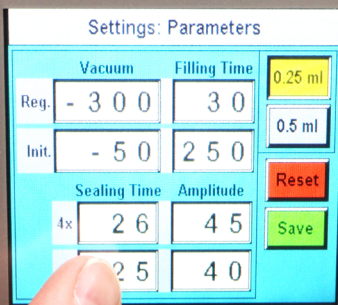 Settings: Parameters
Vacuum Filling Time
Reg. - 300 30
Init. - 50 250
Sealing Time Amplitude
4x 26 45
25 40
0.25 ml
0.5 ml
Reset
Save